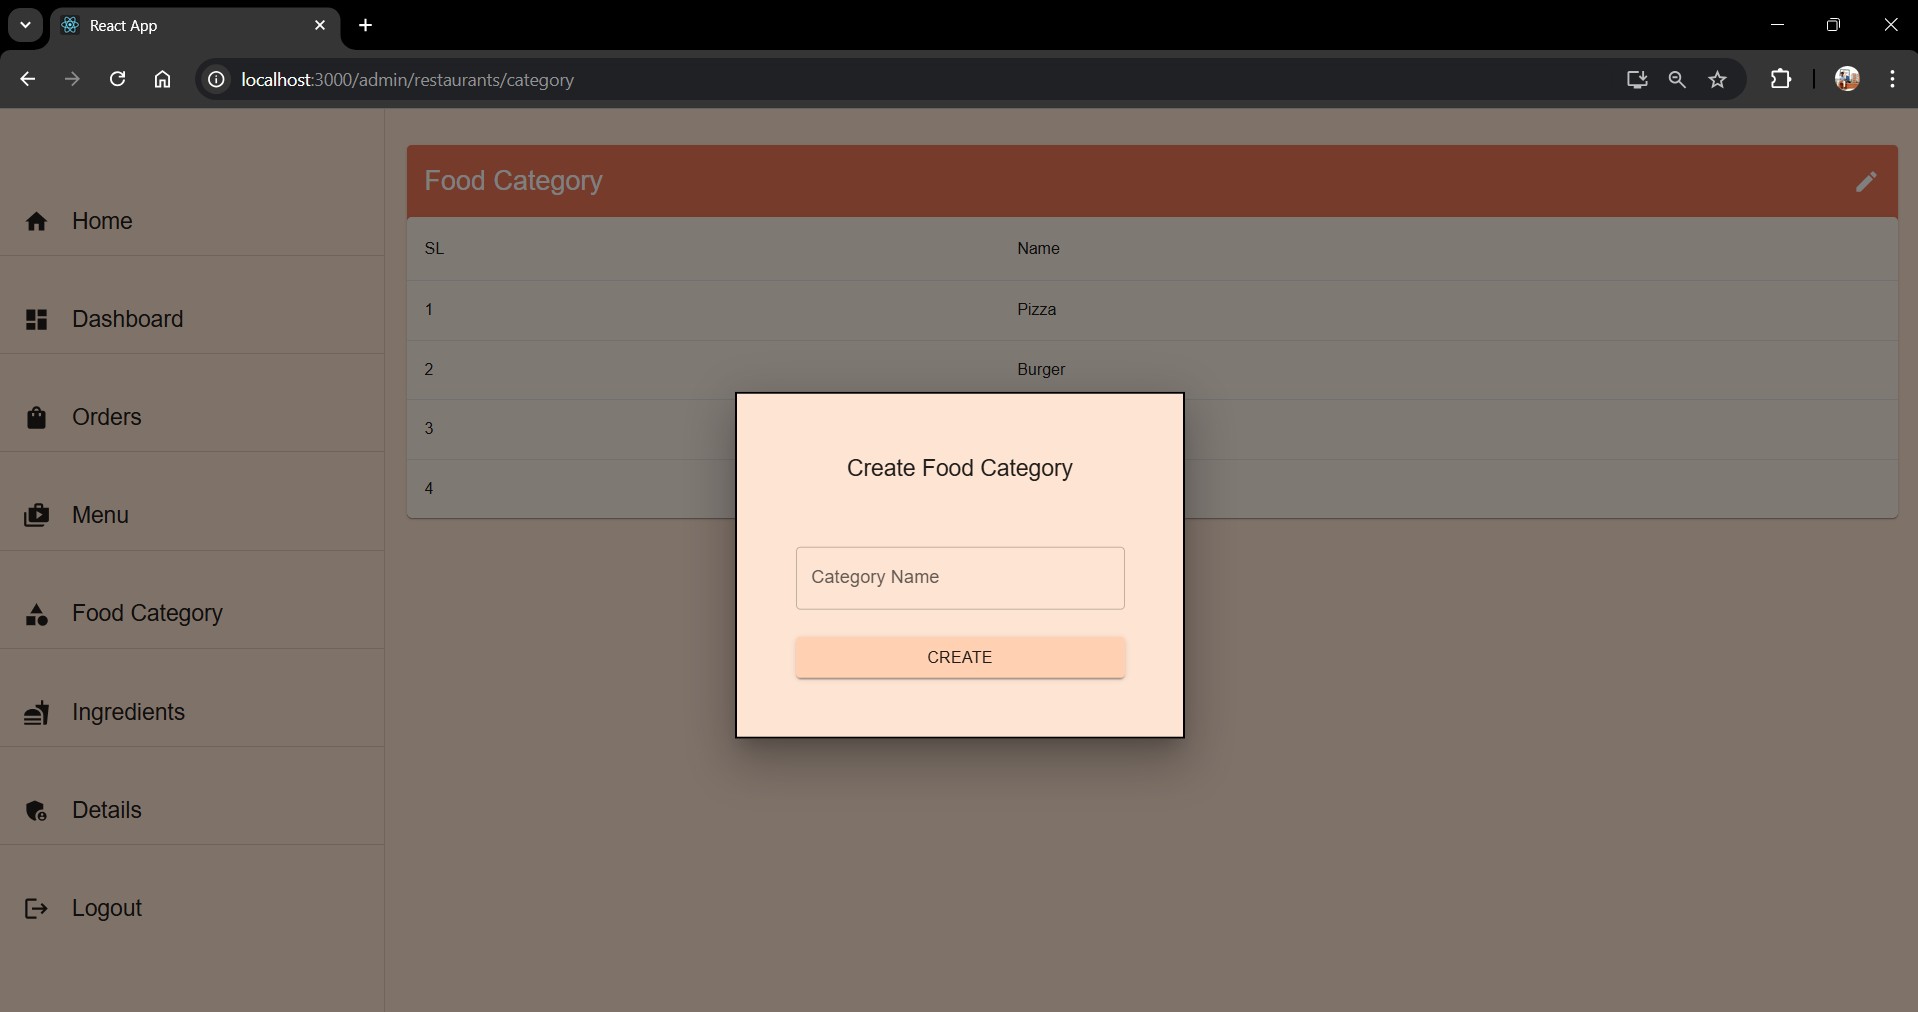 React App
localhost:3000/admin/restaurants/category
Home
Dashboard
Orders
Menu
Food Category
Ingredients
Details
Logout
Food Category
SL Name
1 Pizza
2 Burger
3
4
Create Food Category
Category Name
CREATE